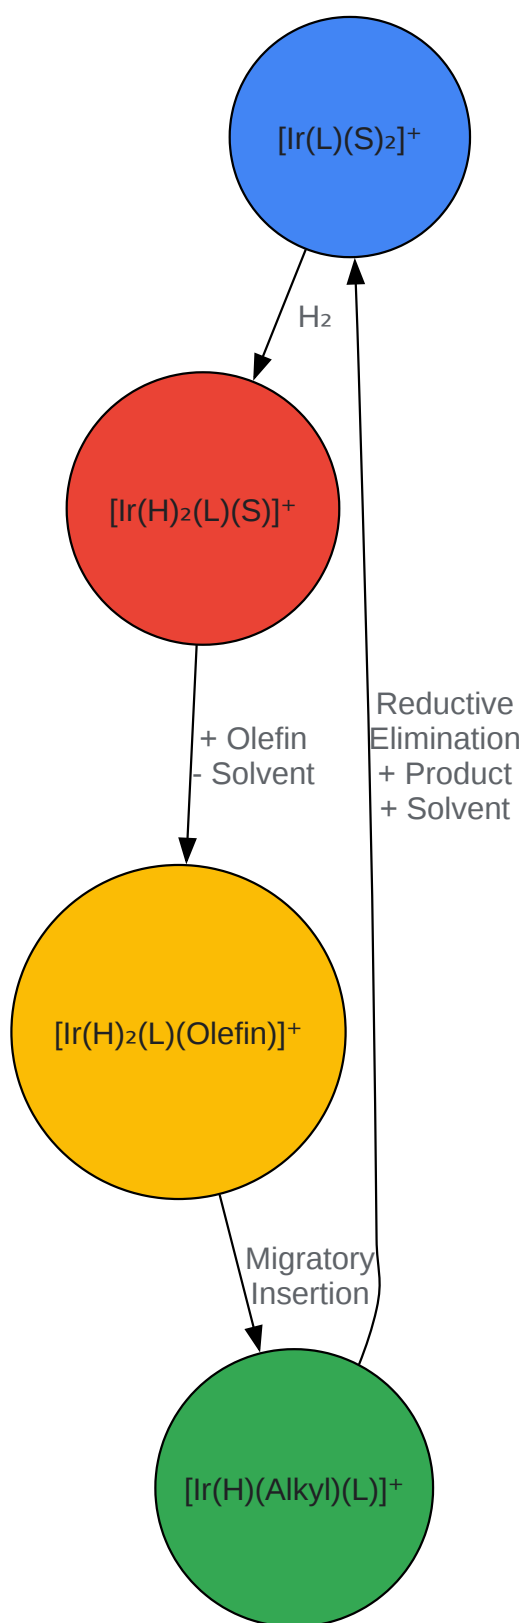 [Ir(L)(S)₂]⁺
H₂
[Ir(H)₂(L)(S)]⁺
Reductive
Elimination
+ Product
+ Solvent
+ Olefin
- Solvent
[Ir(H)₂(L)(Olefin)]⁺
Migratory
Insertion
[Ir(H)(Alkyl)(L)]⁺